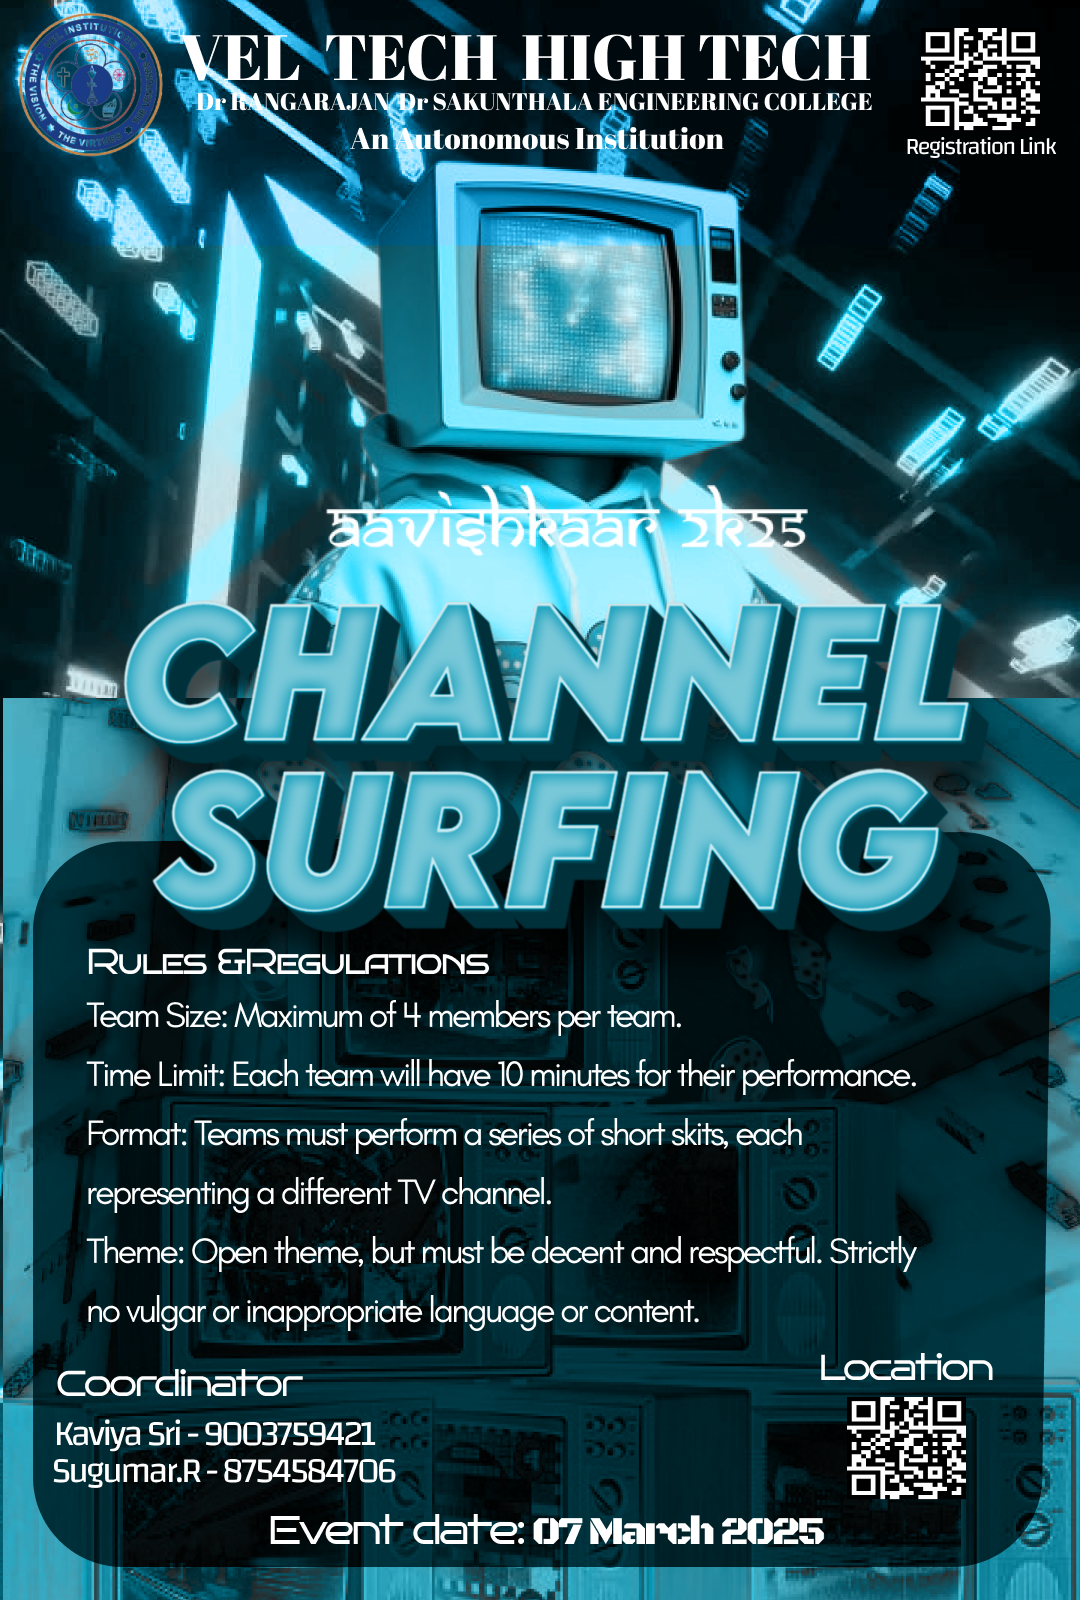 VEL TECH HIGH TECH
Dr RANGARAJAN Dr SAKUNTHALA ENGINEERING COLLEGE
An Autonomous Institution
Registration Link
THE VISION • THE VIRTUE
aavishkaar 2k25
CHANNEL
SURFING
RULES &REGULATIONS
Team Size: Maximum of 4 members per team.
Time Limit: Each team will have 10 minutes for their performance.
Format: Teams must perform a series of short skits, each
representing a different TV channel.
Theme: Open theme, but must be decent and respectful. Strictly
no vulgar or inappropriate language or content.
Coordinator
Kaviya Sri - 9003759421
Sugumar.R - 8754584706
Location
Event date: 07 March 2025